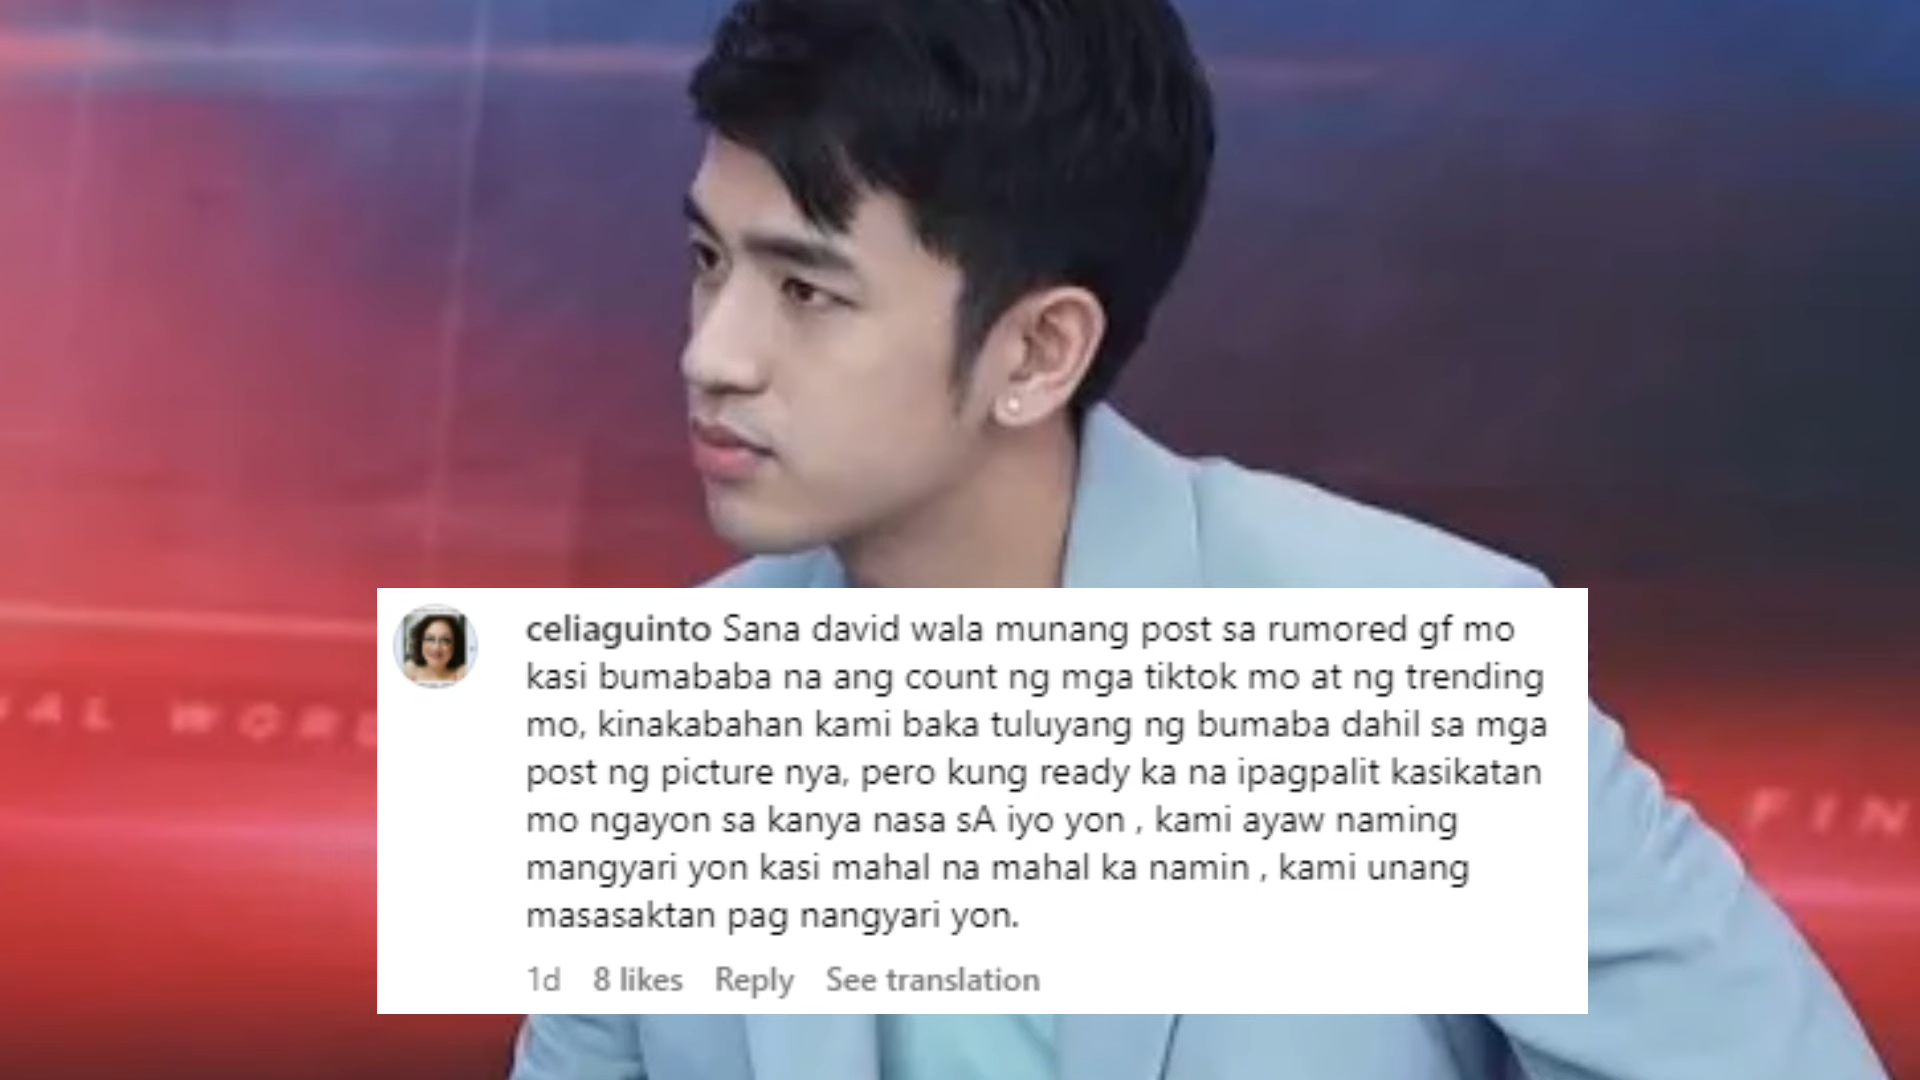 celiaguinto Sana david wala munang post sa rumored gf mo
kasi bumababa na ang count ng mga tiktok mo at ng trending
mo, kinakabahan kami baka tuluyang ng bumaba dahil sa mga
post ng picture nya, pero kung ready ka na ipagpalit kasikatan
mo ngayon sa kanya nasa sA iyo yon , kami ayaw naming
mangyari yon kasi mahal na mahal ka namin , kami unang
masasaktan pag nangyari yon.
1d 8 likes Reply See translation